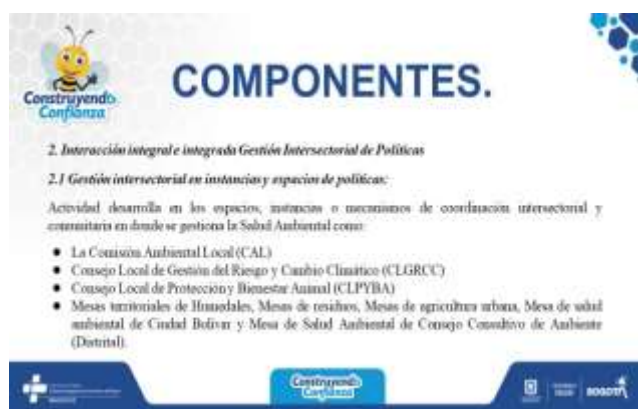 COMPONENTES.
Construyendo
Confianza
2. Interacción integral e integrada Gestión Intersectorial de Políticas
2.1 Gestión intersectorial en instancias y espacios de políticas:
Actividad desarrolla en los espacios, instancias o mecanismos de coordinación intersectorial y
comunitaria en donde se gestiona la Salud Ambiental como:
● La Comisión Ambiental Local (CAL)
● Consejo Local de Gestión del Riesgo y Cambio Climático (CLGRCC)
● Consejo Local de Protección y Bienestar Animal (CLPYBA)
● Mesas territoriales de Humedales, Mesas de residuos, Mesas de agricultura urbana, Mesa de salud
ambiental de Ciudad Bolívar y Mesa de Salud Ambiental de Consejo Consultivo de Ambiente
(Distrital).
Construyendo
Confianza
BOGOTÁ